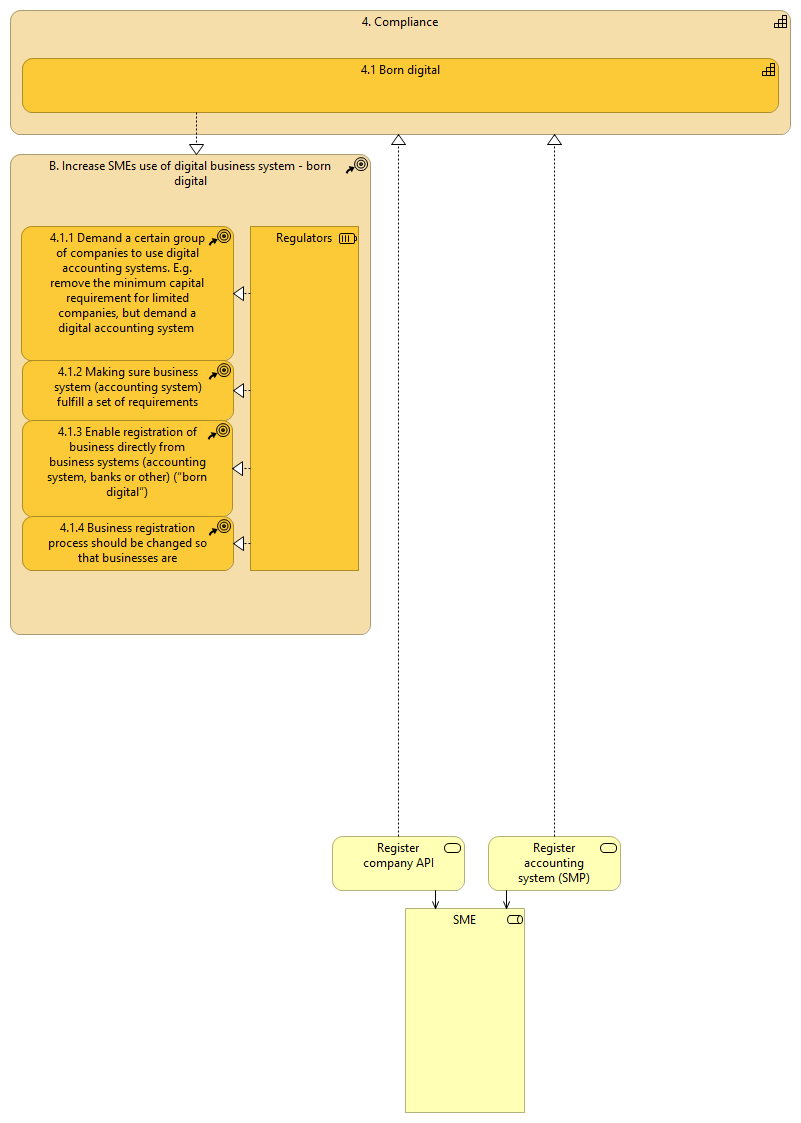 4. Compliance
4.1 Born digital
B. Increase SMEs use of digital business system - born
digital
4.1.1 Demand a certain group
of companies to use digital
accounting systems. E.g.
remove the minimum capital
requirement for limited
companies, but demand a
digital accounting system
Regulators
4.1.2 Making sure business
system (accounting system)
fulfill a set of requirements
4.1.3 Enable registration of
business directly from
business systems (accounting
system, banks or other) (“born
digital”)
4.1.4 Business registration
process should be changed so
that businesses are
Register
company API
Register
accounting
system (SMP)
SME